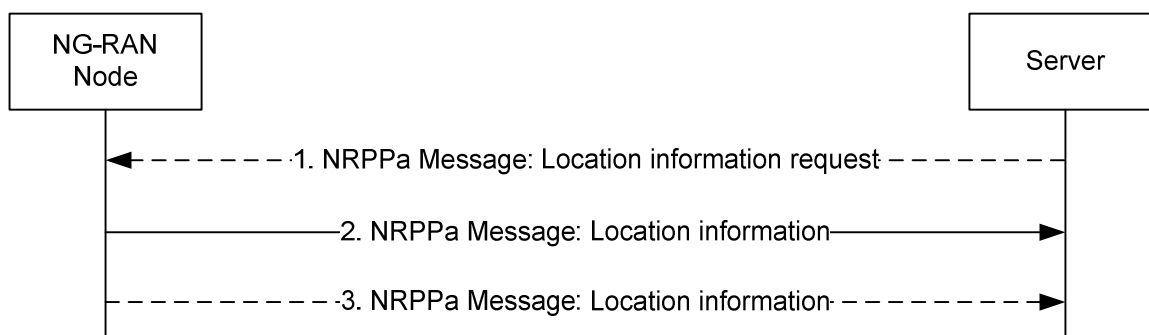 NG-RAN
Node
Server
1. NRPPa Message: Location information request
2. NRPPa Message: Location information
3. NRPPa Message: Location information